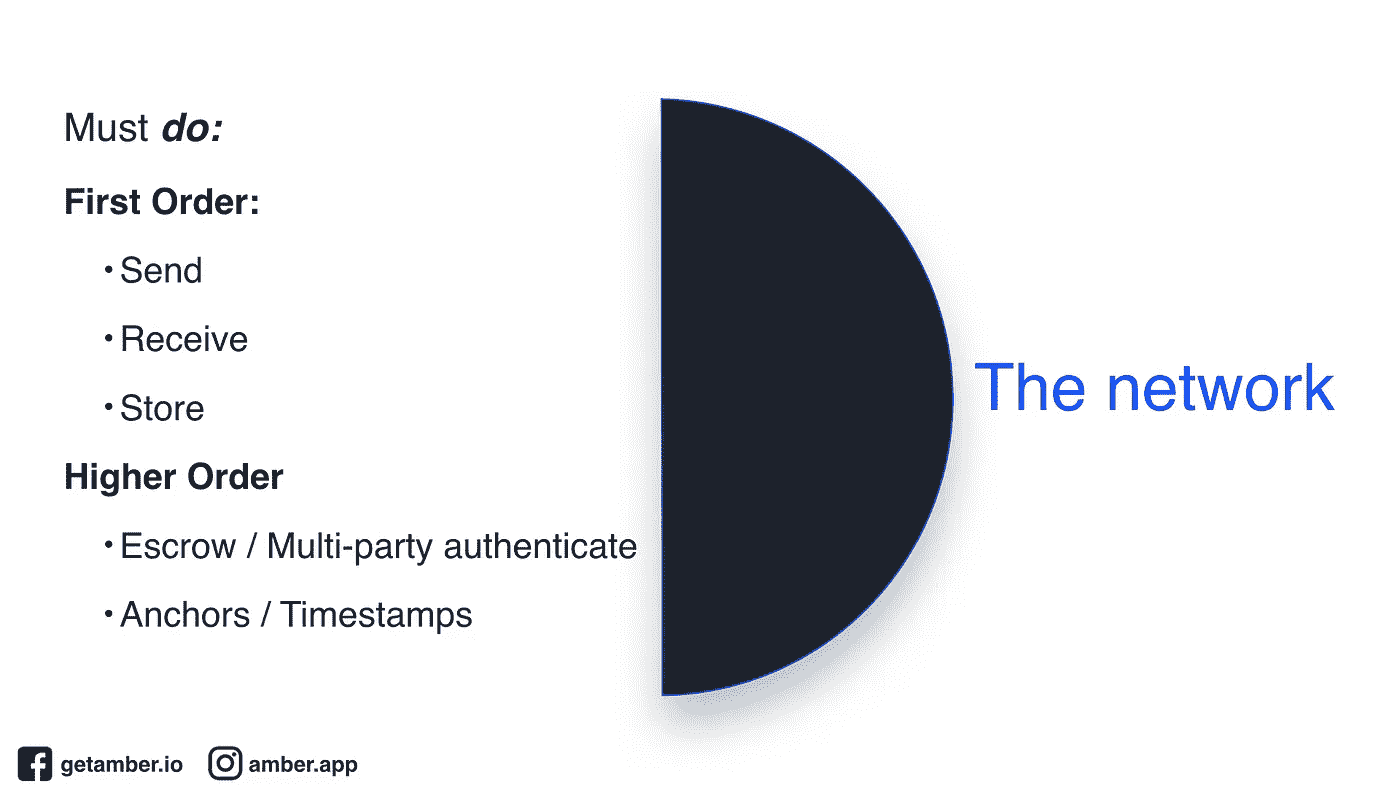 Must do:
First Order:
• Send
• Receive
• Store
Higher Order
• Escrow / Multi-party authenticate
• Anchors / Timestamps
The network
getamber.io amber.app